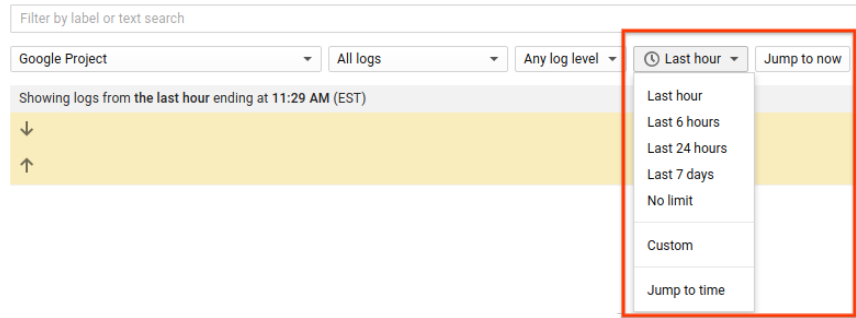 Filter by label or text search
Google Project All logs Any log level Last hour Jump to now
Showing logs from the last hour ending at 11:29 AM (EST)
Last hour
Last 6 hours
Last 24 hours
Last 7 days
No limit
Custom
Jump to time